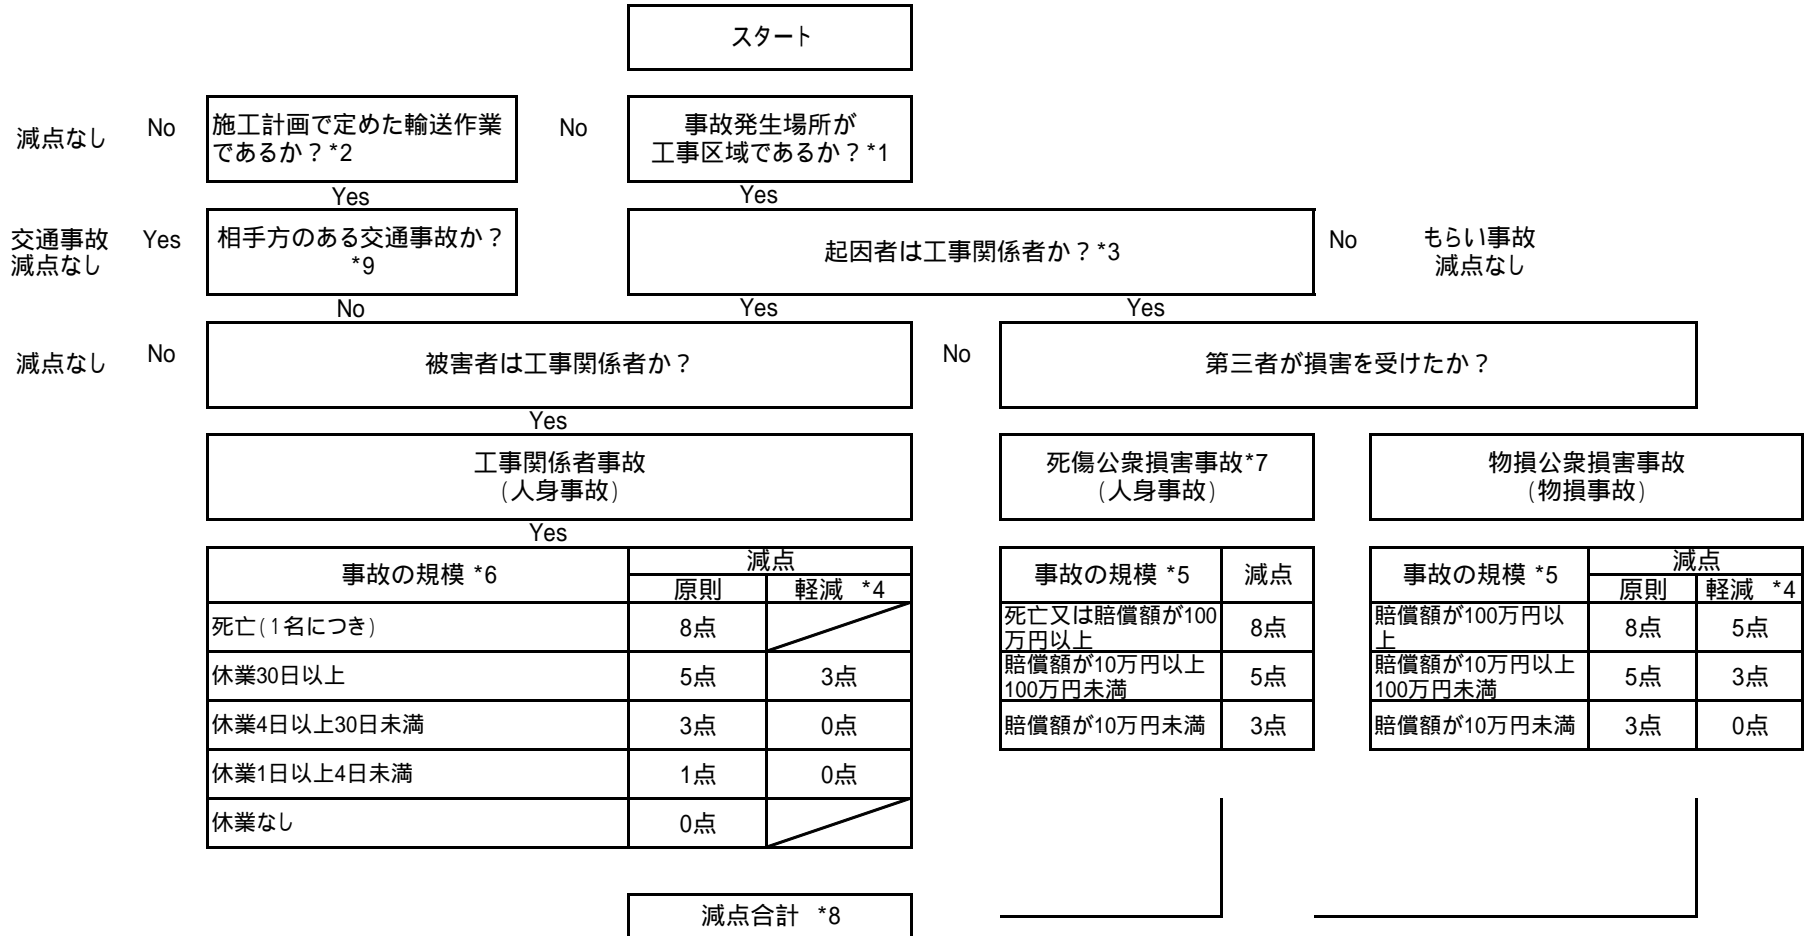 スタート
減点なし
No
施工計画で定めた輸送作業
であるか？*2
No
事故発生場所が
工事区域であるか？*1
Yes
Yes
交通事故
減点なし
Yes
相手方のある交通事故か？
*9
起因者は工事関係者か？*3
No
もらい事故
減点なし
No
Yes
Yes
減点なし
No
被害者は工事関係者か？
No
第三者が損害を受けたか？
Yes
工事関係者事故
(人身事故)
死傷公衆損害事故*7
(人身事故)
物損公衆損害事故
(物損事故)
Yes
事故の規模 *6
減点
原則
軽減 *4
死亡(1名につき)
8点
休業30日以上
5点
3点
休業4日以上30日未満
3点
0点
休業1日以上4日未満
1点
0点
休業なし
0点
事故の規模 *5
減点
死亡又は賠償額が100
万円以上
8点
賠償額が10万円以上
100万円未満
5点
賠償額が10万円未満
3点
事故の規模 *5
減点
原則
軽減 *4
賠償額が100万円以
上
8点
5点
賠償額が10万円以上
100万円未満
5点
3点
賠償額が10万円未満
3点
0点
減点合計 *8